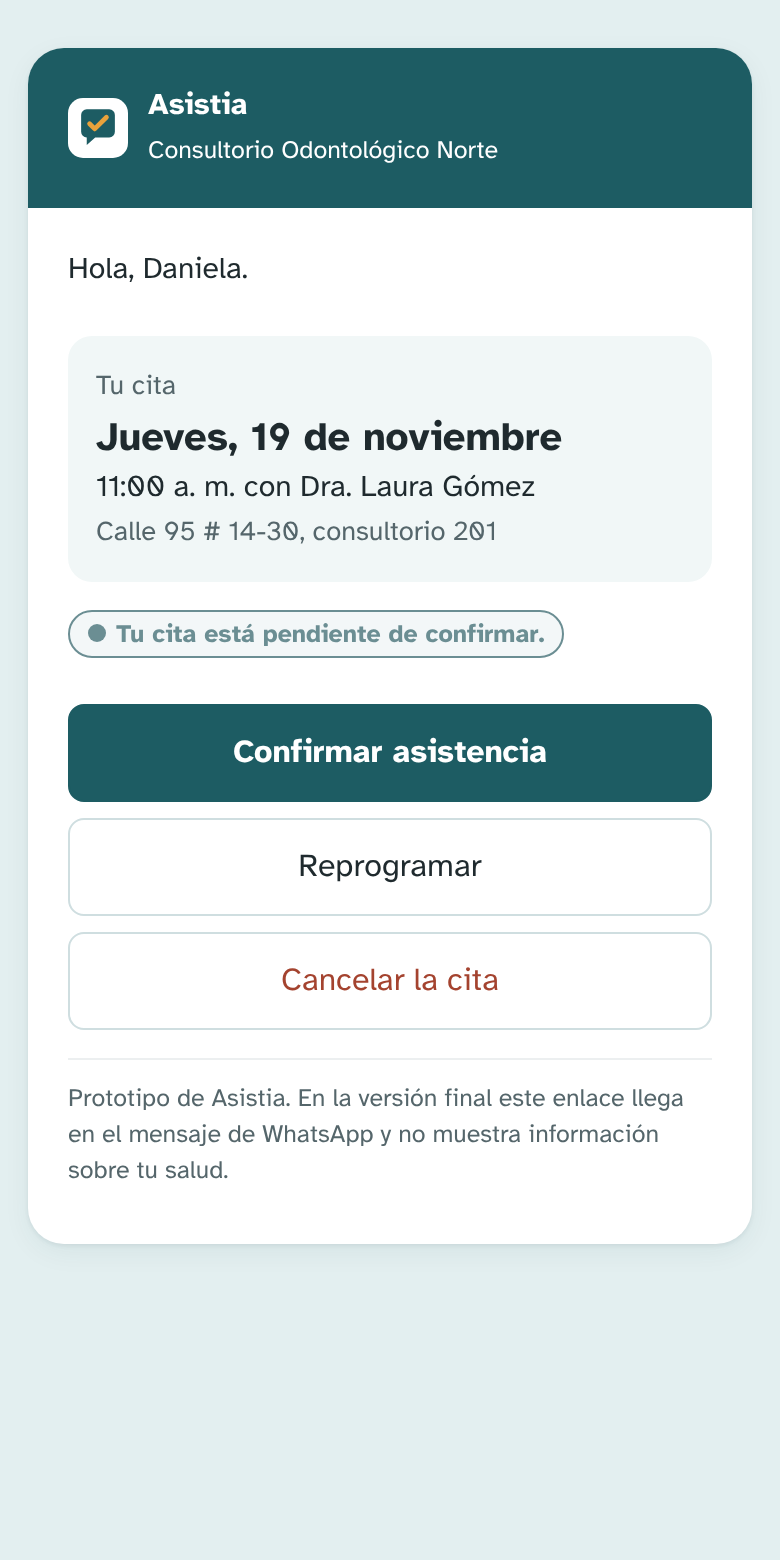 Asistia
Consultorio Odontológico Norte
Hola, Daniela.
Tu cita
Jueves, 19 de noviembre
11:00 a. m. con Dra. Laura Gómez
Calle 95 # 14-30, consultorio 201
Tu cita está pendiente de confirmar.
Confirmar asistencia
Reprogramar
Cancelar la cita
Prototipo de Asistia. En la versión final este enlace llega
en el mensaje de WhatsApp y no muestra información
sobre tu salud.